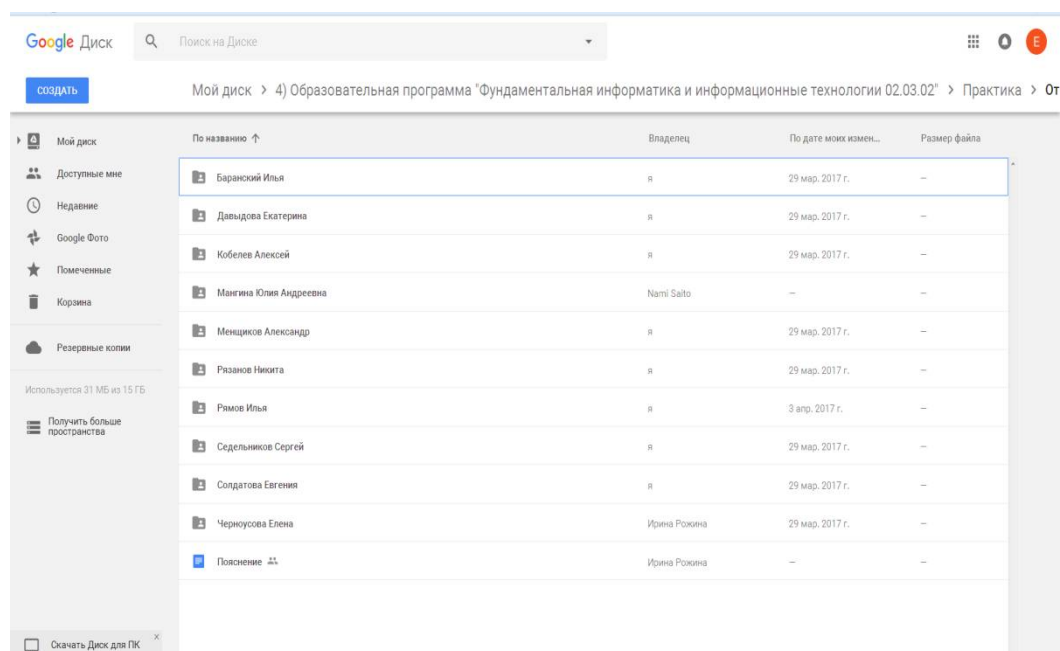 Google Диск Поиск на Диске E
СОЗДАТЬ Мой диск > 4) Образовательная программа "Фундаментальная информатика и информационные технологии 02.03.02" > Практика > От
Мой диск По названию ↑ Владелец По дате моих измен... Размер файла
Доступные мне Баранский Илья я 29 мар. 2017 г. –
Недавние Давыдова Екатерина я 29 мар. 2017 г. –
Google Фото Кобелев Алексей я 29 мар. 2017 г. –
Помеченные
Корзина Мангина Юлия Андреевна Nami Saito – –
Резервные копии Менщиков Александр я 29 мар. 2017 г. –
Рязанов Никита я 29 мар. 2017 г. –
Используется 31 МБ из 15 ГБ
Получить больше Рямов Илья я 3 апр. 2017 г. –
пространства
Седельников Сергей я 29 мар. 2017 г. –
Солдатова Евгения я 29 мар. 2017 г. –
Черноусова Елена Ирина Рожина 29 мар. 2017 г. –
Пояснение Ирина Рожина – –
Скачать Диск для ПК x